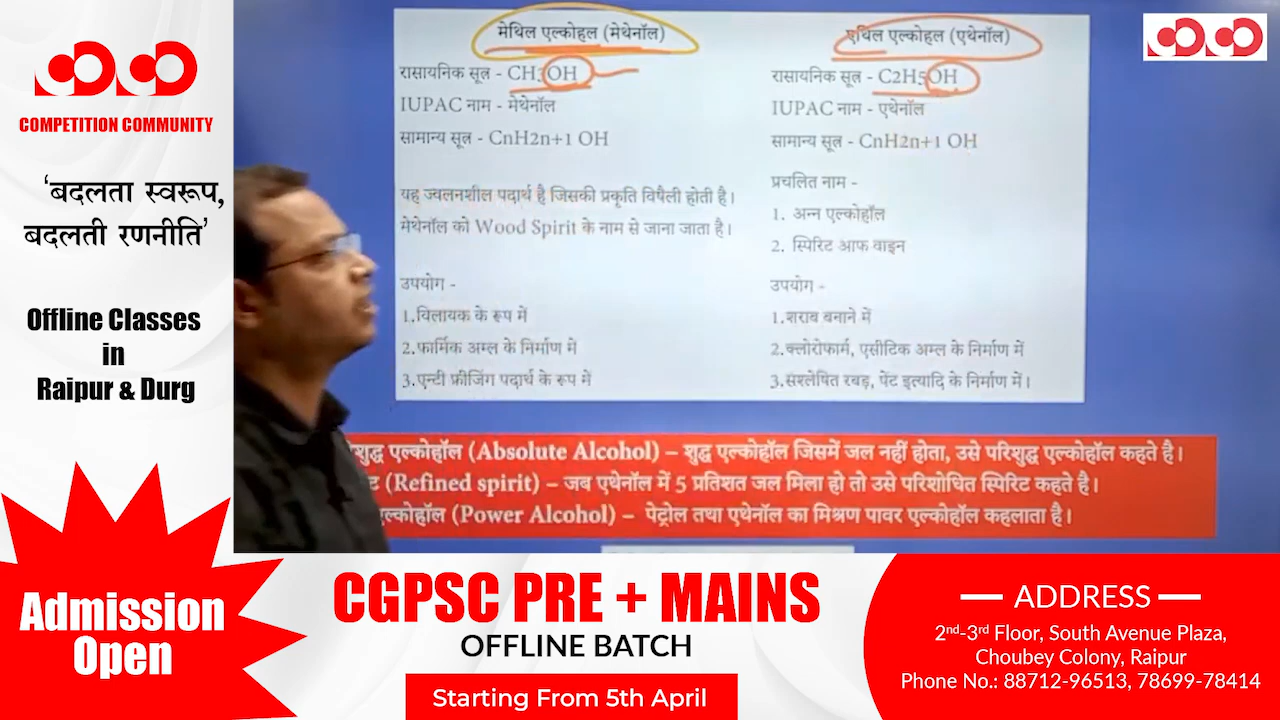 COMPETITION COMMUNITY
‘बदलता स्वरूप,
बदलती रणनीति’
Offline Classes
in
Raipur & Durg
Admission
Open
मेथिल एल्कोहल (मेथेनॉल)
रासायनिक सूत्र - CH3OH
IUPAC नाम - मेथेनॉल
सामान्य सूत्र - CnH2n+1 OH
यह ज्वलनशील पदार्थ है जिसकी प्रकृति विषैली होती है।
मेथेनॉल को Wood Spirit के नाम से जाना जाता है।
उपयोग -
1.विलायक के रूप में
2.फार्मिक अम्ल के निर्माण में
3.एन्टी फ्रीजिंग पदार्थ के रूप में
एथिल एल्कोहल (एथेनॉल)
रासायनिक सूत्र - C2H5OH
IUPAC नाम - एथेनॉल
सामान्य सूत्र - CnH2n+1 OH
प्रचलित नाम -
1. अन्न एल्कोहॉल
2. स्पिरिट आफ वाइन
उपयोग -
1.शराब बनाने में
2.क्लोरोफार्म, एसीटिक अम्ल के निर्माण में
3.सश्लेषित रबड़, पेंट इत्यादि के निर्माण में।
एल्कोहॉल (Absolute Alcohol) – शुद्ध एल्कोहॉल जिसमें जल नहीं होता, उसे परिशुद्ध एल्कोहॉल कहते है।
(Refined spirit) – जब एथेनॉल में 5 प्रतिशत जल मिला हो तो उसे परिशोधित स्पिरिट कहते है।
(Power Alcohol) – पेट्रोल तथा एथेनॉल का मिश्रण पावर एल्कोहॉल कहलाता है।
CGPSC PRE + MAINS
OFFLINE BATCH
Starting From 5th April
ADDRESS
2nd-3rd Floor, South Avenue Plaza,
Choubey Colony, Raipur
Phone No.: 88712-96513, 78699-78414